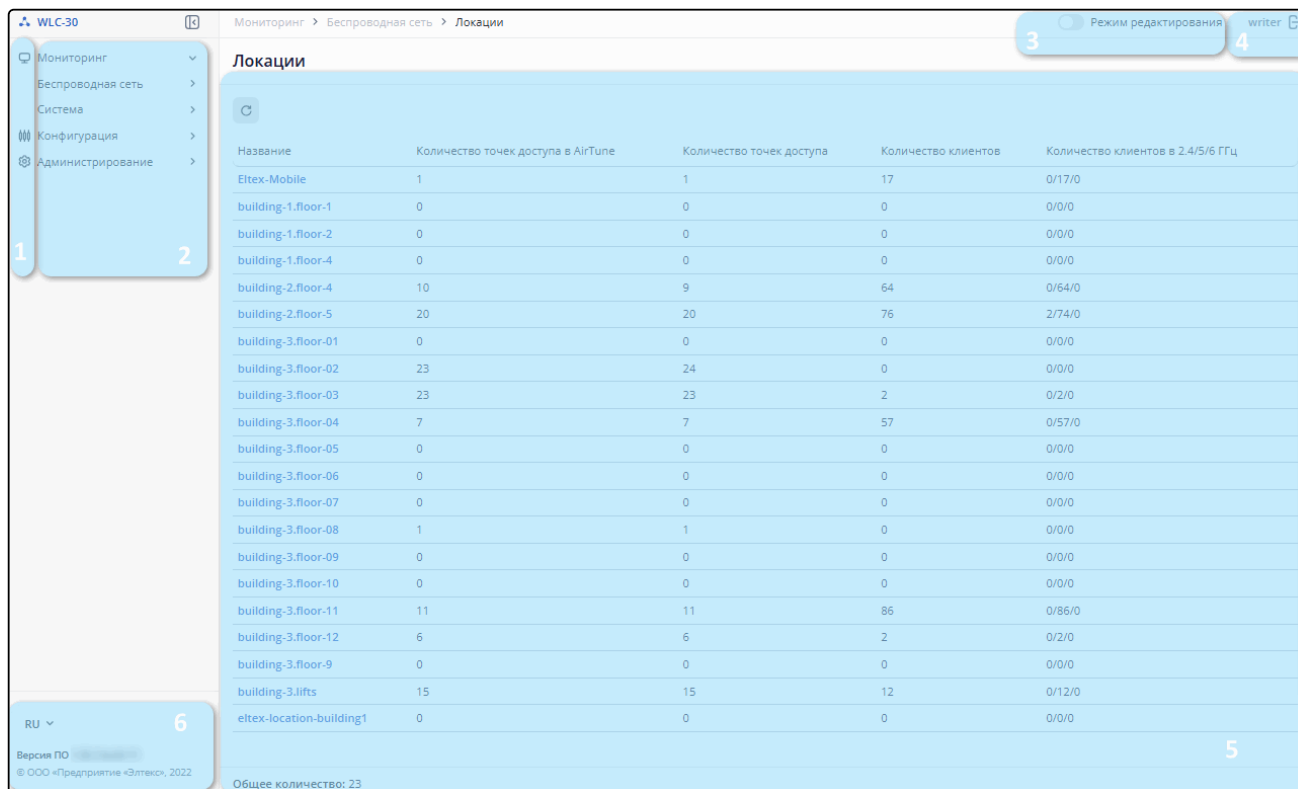 WLC-30
Мониторинг > Беспроводная сеть > Локации
Режим редактирования
3
writer
4
Мониторинг
Беспроводная сеть
Система
Конфигурация
Администрирование
1
2
Локации
Название Количество точек доступа в AirTune Количество точек доступа Количество клиентов Количество клиентов в 2.4/5/6 ГГц
Eltex-Mobile 1 1 17 0/17/0
building-1.floor-1 0 0 0 0/0/0
building-1.floor-2 0 0 0 0/0/0
building-1.floor-4 0 0 0 0/0/0
building-2.floor-4 10 9 64 0/64/0
building-2.floor-5 20 20 76 2/74/0
building-3.floor-01 0 0 0 0/0/0
building-3.floor-02 23 24 0 0/0/0
building-3.floor-03 23 23 2 0/2/0
building-3.floor-04 7 7 57 0/57/0
building-3.floor-05 0 0 0 0/0/0
building-3.floor-06 0 0 0 0/0/0
building-3.floor-07 0 0 0 0/0/0
building-3.floor-08 1 1 0 0/0/0
building-3.floor-09 0 0 0 0/0/0
building-3.floor-10 0 0 0 0/0/0
building-3.floor-11 11 11 86 0/86/0
building-3.floor-12 6 6 2 0/2/0
building-3.floor-9 0 0 0 0/0/0
building-3.lifts 15 15 12 0/12/0
eltex-location-building1 0 0 0 0/0/0
5
Общее количество: 23
RU
6
Версия ПО
© ООО «Предприятие «Элтекс», 2022